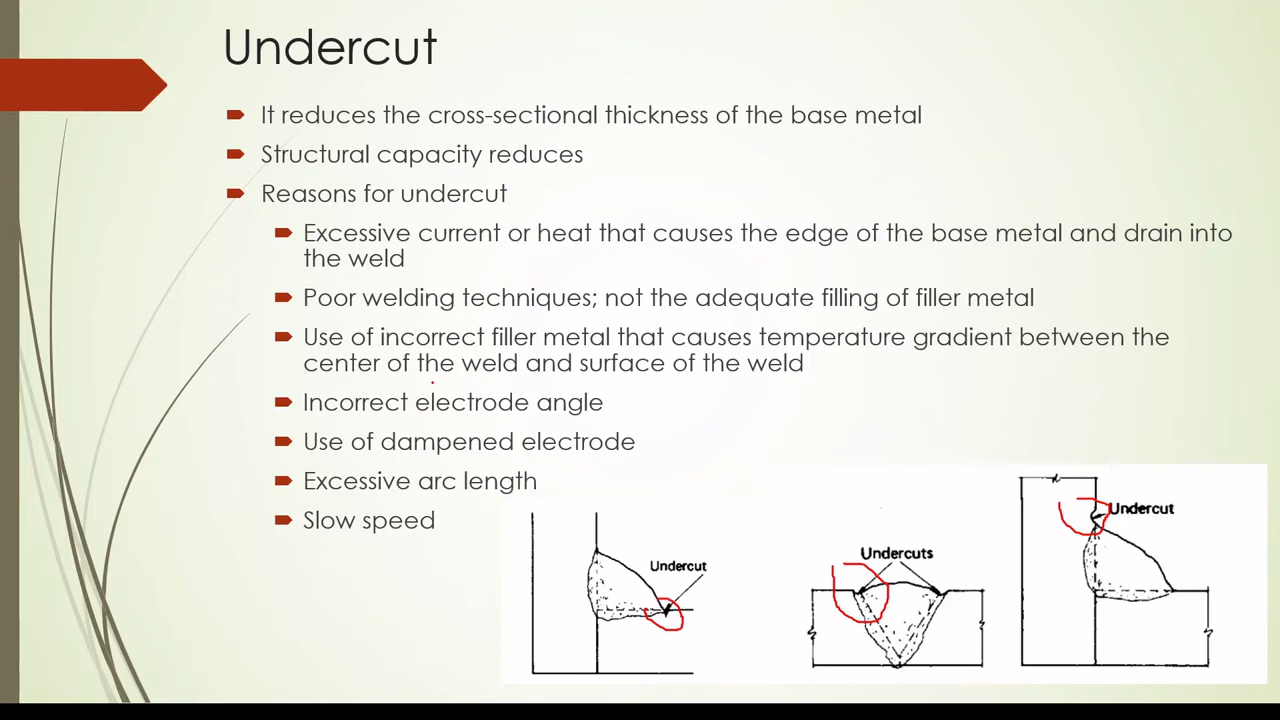 Undercut
It reduces the cross-sectional thickness of the base metal
Structural capacity reduces
Reasons for undercut
Excessive current or heat that causes the edge of the base metal and drain into
the weld
Poor welding techniques; not the adequate filling of filler metal
Use of incorrect filler metal that causes temperature gradient between the
center of the weld and surface of the weld
Incorrect electrode angle
Use of dampened electrode
Excessive arc length
Slow speed
Undercut
Undercuts
Undercut